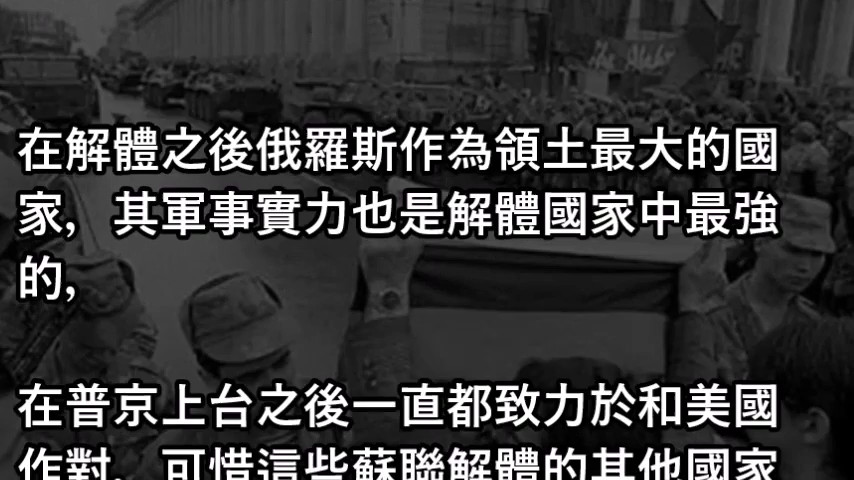 在解體之後俄羅斯作為領土最大的國
家，其軍事實力也是解體國家中最強
的，
在普京上台之後一直都致力於和美國
作對，可惜這些蘇聯解體的其他國家